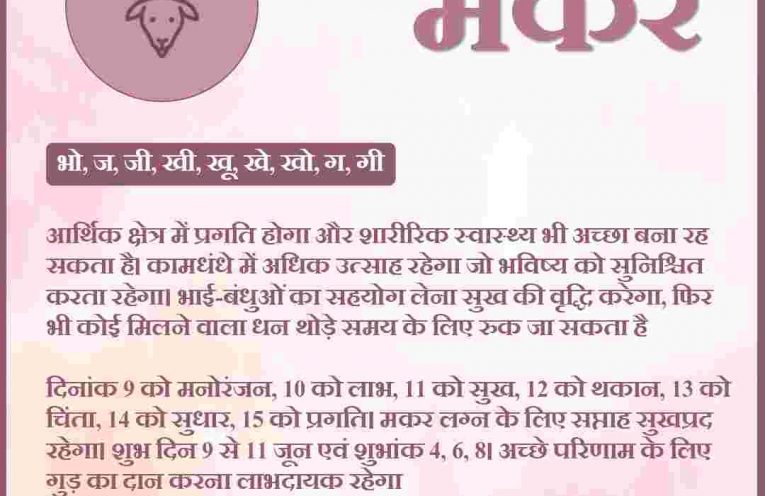 मकर
भो, ज, जी, खी, खू, खे, खो, ग, गी
आर्थिक क्षेत्र में प्रगति होगा और शारीरिक स्वास्थ्य भी अच्छा बना रह
सकता है। कामधंधे में अधिक उत्साह रहेगा जो भविष्य को सुनिश्चित
करता रहेगा। भाई-बंधुओं का सहयोग लेना सुख की वृद्धि करेगा, फिर
भी कोई मिलने वाला धन थोड़े समय के लिए रुक जा सकता है
दिनांक 9 को मनोरंजन, 10 को लाभ, 11 को सुख, 12 को थकान, 13 को
चिंता, 14 को सुधार, 15 को प्रगति। मकर लग्न के लिए सप्ताह सुखप्रद
रहेगा। शुभ दिन 9 से 11 जून एवं शुभांक 4, 6, 8। अच्छे परिणाम के लिए
गुड़ का दान करना लाभदायक रहेगा